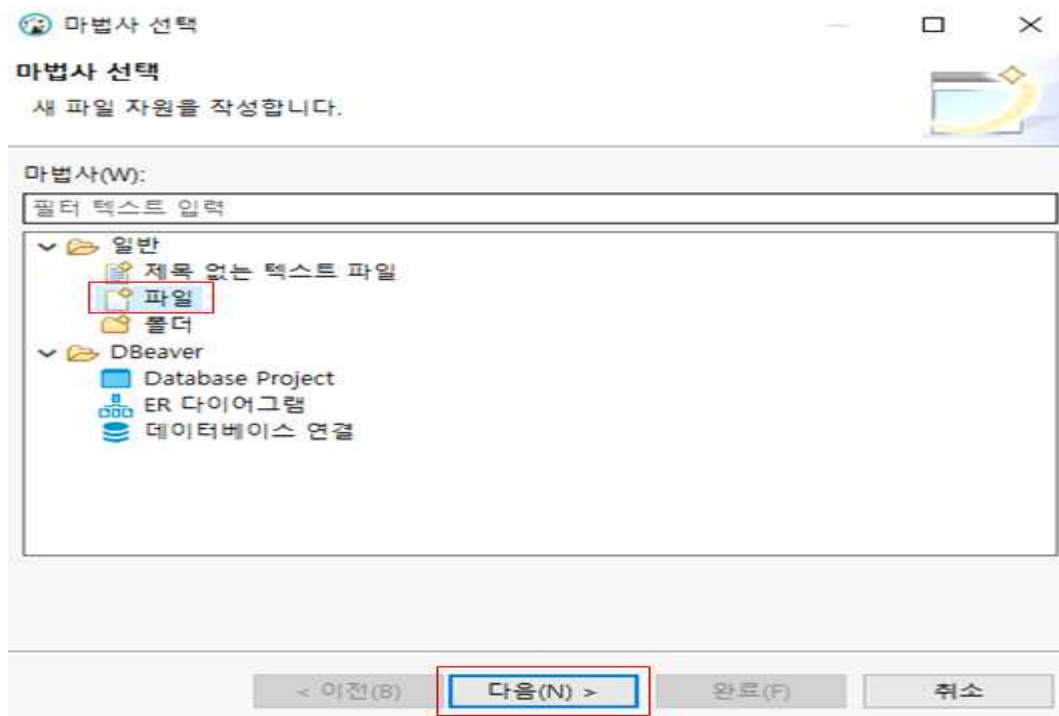 마법사 선택
마법사 선택
새 파일 자원을 작성합니다.
마법사(W):
필터 텍스트 입력
일반
제목 없는 텍스트 파일
파일
폴더
DBeaver
Database Project
ER 다이어그램
데이터베이스 연결
< 이전(B)
다음(N) >
완료(F)
취소